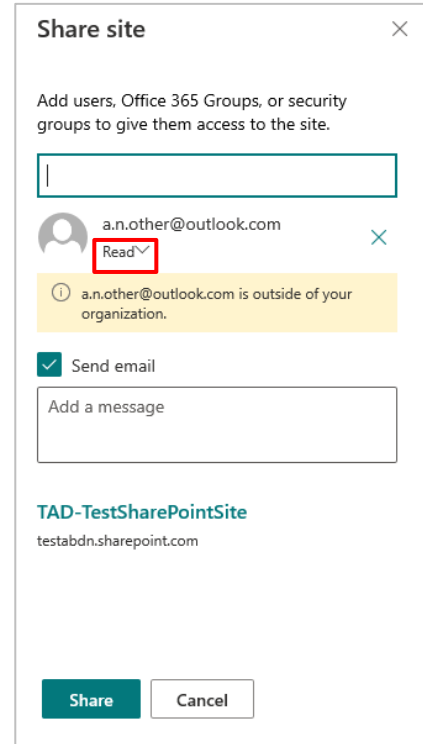 Share site
Add users, Office 365 Groups, or security
groups to give them access to the site.
a.n.other@outlook.com
Read
a.n.other@outlook.com is outside of your
organization.
Send email
Add a message
TAD-TestSharePointSite
testabdn.sharepoint.com
Share
Cancel